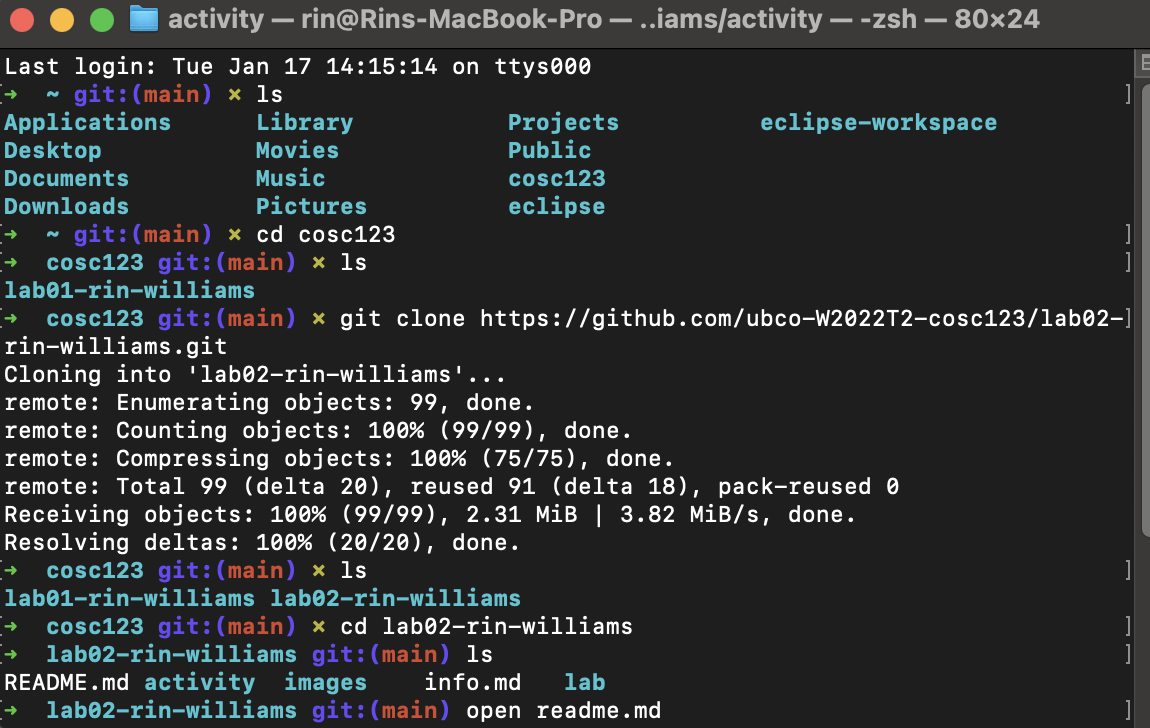 activity — rin@Rins-MacBook-Pro — ..iams/activity — -zsh — 80×24
Last login: Tue Jan 17 14:15:14 on ttys000
➜  ~ git:(main) × ls
Applications      Library           Projects          eclipse-workspace
Desktop           Movies            Public
Documents         Music             cosc123
Downloads         Pictures          eclipse
➜  ~ git:(main) × cd cosc123
➜  cosc123 git:(main) × ls
lab01-rin-williams
➜  cosc123 git:(main) × git clone https://github.com/ubco-W2022T2-cosc123/lab02-
rin-williams.git
Cloning into 'lab02-rin-williams'...
remote: Enumerating objects: 99, done.
remote: Counting objects: 100% (99/99), done.
remote: Compressing objects: 100% (75/75), done.
remote: Total 99 (delta 20), reused 91 (delta 18), pack-reused 0
Receiving objects: 100% (99/99), 2.31 MiB | 3.82 MiB/s, done.
Resolving deltas: 100% (20/20), done.
➜  cosc123 git:(main) × ls
lab01-rin-williams lab02-rin-williams
➜  cosc123 git:(main) × cd lab02-rin-williams
➜  lab02-rin-williams git:(main) ls
README.md activity  images    info.md   lab
➜  lab02-rin-williams git:(main) open readme.md